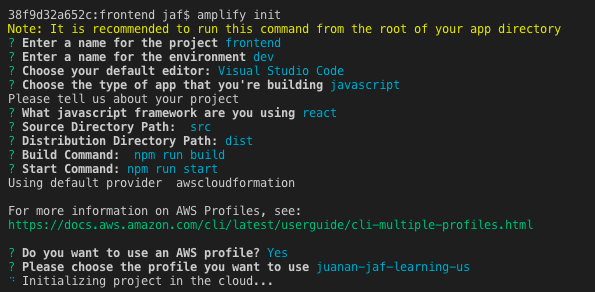 38f9d32a652c:frontend jaf$ amplify init
Note: It is recommended to run this command from the root of your app directory
? Enter a name for the project frontend
? Enter a name for the environment dev
? Choose your default editor: Visual Studio Code
? Choose the type of app that you're building javascript
Please tell us about your project
? What javascript framework are you using react
? Source Directory Path:  src
? Distribution Directory Path: dist
? Build Command:  npm run build
? Start Command: npm run start
Using default provider  awscloudformation
For more information on AWS Profiles, see:
https://docs.aws.amazon.com/cli/latest/userguide/cli-multiple-profiles.html
? Do you want to use an AWS profile? Yes
? Please choose the profile you want to use juanan-jaf-learning-us
Initializing project in the cloud...